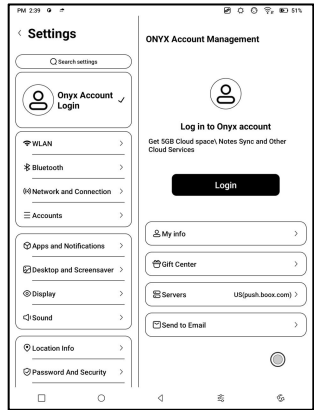 PM 2:39
51%
Settings
Search settings
Onyx Account
Login
WLAN
Bluetooth
Network and Connection
Accounts
Apps and Notifications
Desktop and Screensaver
Display
Sound
Location Info
Password And Security
ONYX Account Management
Log in to Onyx account
Get 5GB Cloud space\ Notes Sync and Other
Cloud Services
Login
My info
Gift Center
Servers US(push.boox.com)
Send to Email